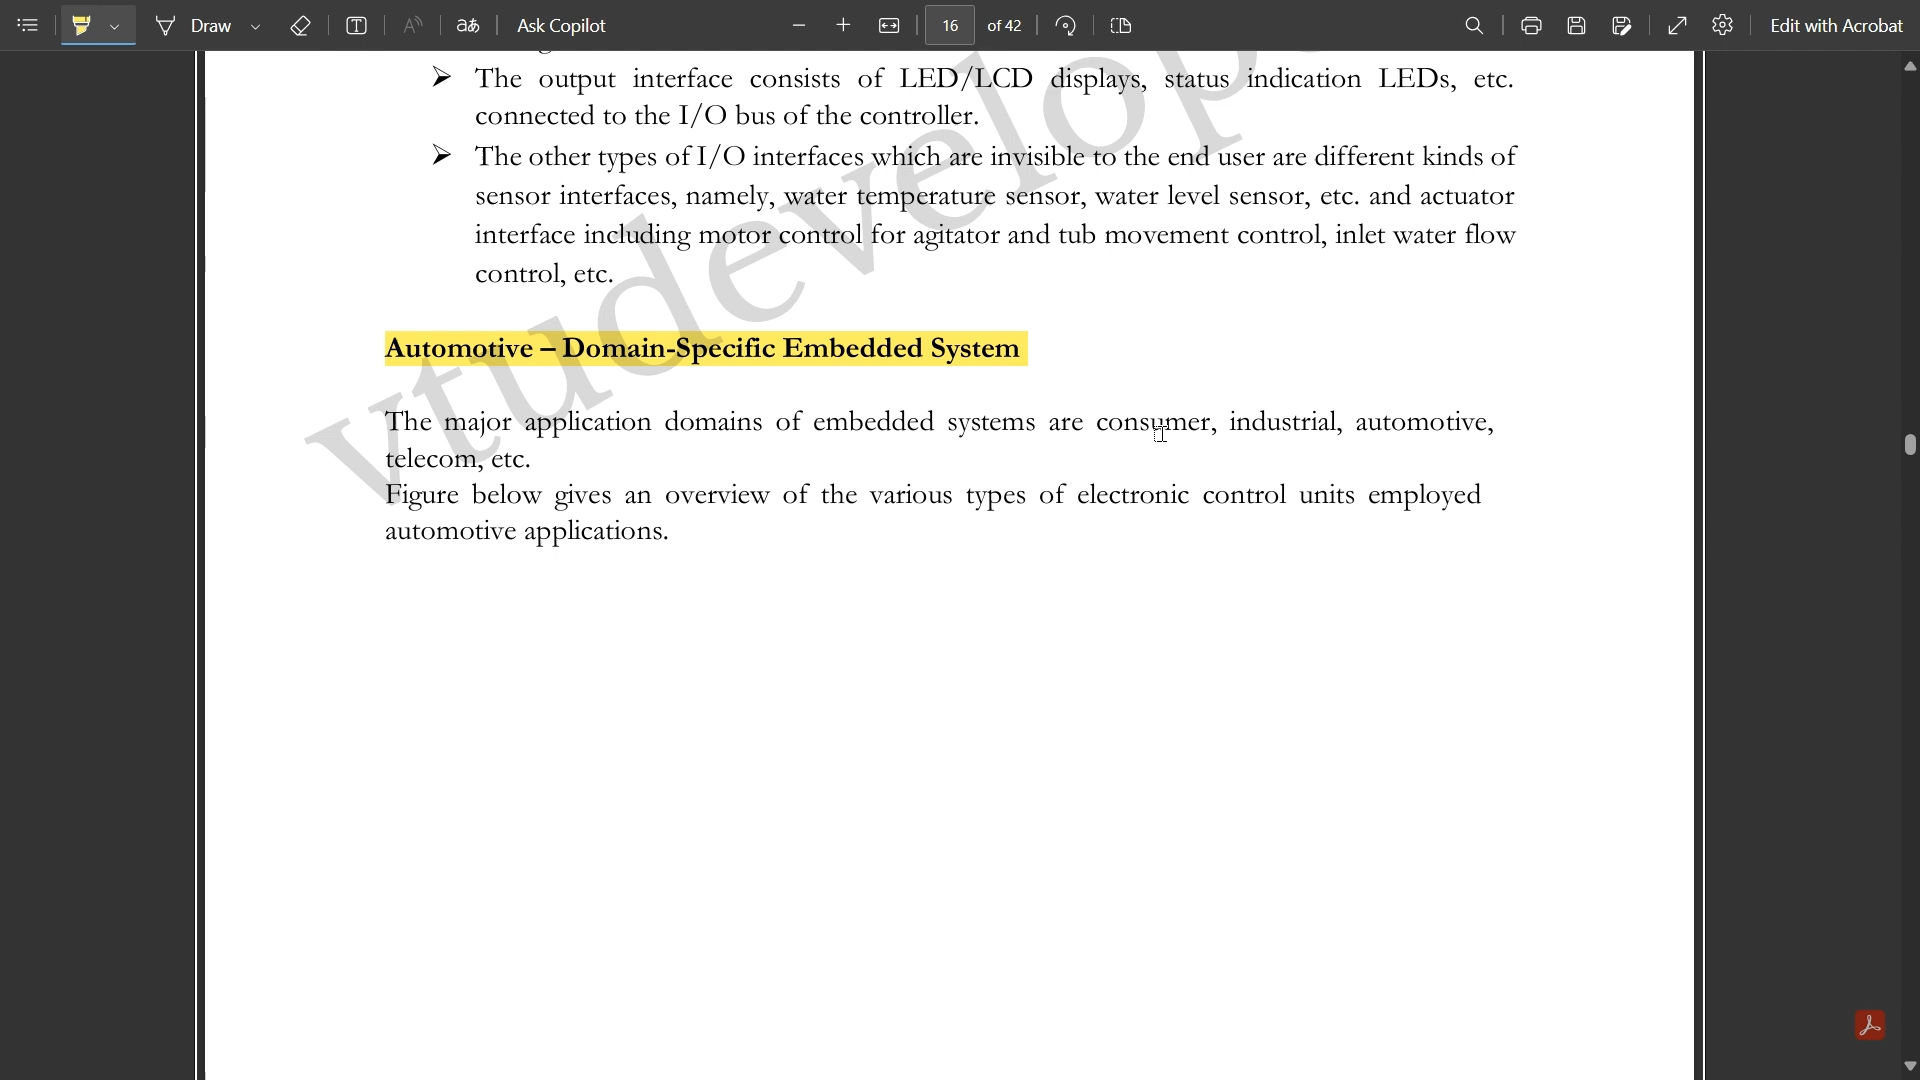 Draw
T
A
aあ
Ask Copilot
16
of 42
Edit with Acrobat
➢ The output interface consists of LED/LCD displays, status indication LEDs, etc.
connected to the I/O bus of the controller.
➢ The other types of I/O interfaces which are invisible to the end user are different kinds of
sensor interfaces, namely, water temperature sensor, water level sensor, etc. and actuator
interface including motor control for agitator and tub movement control, inlet water flow
control, etc.
Automotive – Domain-Specific Embedded System
The major application domains of embedded systems are consumer, industrial, automotive,
telecom, etc.
Figure below gives an overview of the various types of electronic control units employed
automotive applications.
vtudevelop